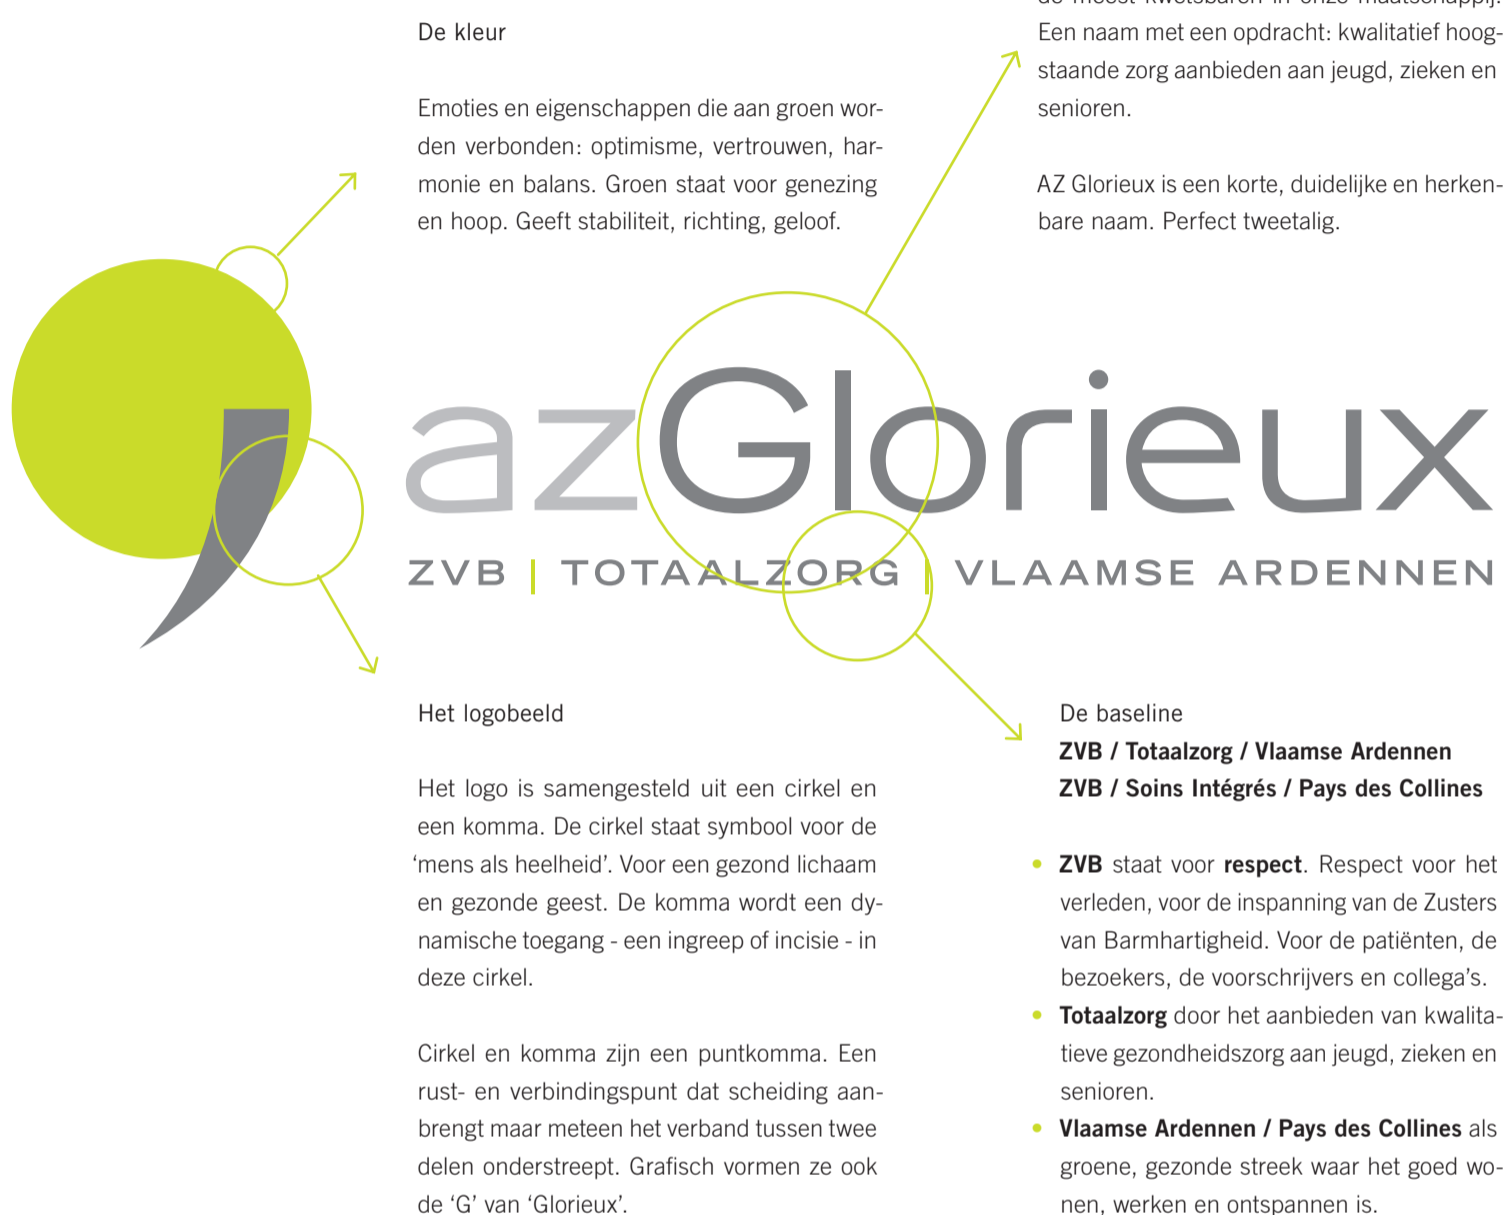 De kleur
Emoties en eigenschappen die aan groen wor-
den verbonden: optimisme, vertrouwen, har-
monie en balans. Groen staat voor genezing
en hoop. Geeft stabiliteit, richting, geloof.
de meest kwetsbaren in onze maatschappij.
Een naam met een opdracht: kwalitatief hoog-
staande zorg aanbieden aan jeugd, zieken en
senioren.
AZ Glorieux is een korte, duidelijke en herken-
bare naam. Perfect tweetalig.
azGlorieux
ZVB | TOTAALZORG | VLAAMSE ARDENNEN
Het logobeeld
Het logo is samengesteld uit een cirkel en
een komma. De cirkel staat symbool voor de
‘mens als heelheid’. Voor een gezond lichaam
en gezonde geest. De komma wordt een dy-
namische toegang - een ingreep of incisie - in
deze cirkel.
Cirkel en komma zijn een puntkomma. Een
rust- en verbindingspunt dat scheiding aan-
brengt maar meteen het verband tussen twee
delen onderstreept. Grafisch vormen ze ook
de ‘G’ van ‘Glorieux’.
De baseline
ZVB / Totaalzorg / Vlaamse Ardennen
ZVB / Soins Intégrés / Pays des Collines
• ZVB staat voor respect. Respect voor het
verleden, voor de inspanning van de Zusters
van Barmhartigheid. Voor de patiënten, de
bezoekers, de voorschrijvers en collega’s.
• Totaalzorg door het aanbieden van kwalita-
tieve gezondheidszorg aan jeugd, zieken en
senioren.
• Vlaamse Ardennen / Pays des Collines als
groene, gezonde streek waar het goed wo-
nen, werken en ontspannen is.